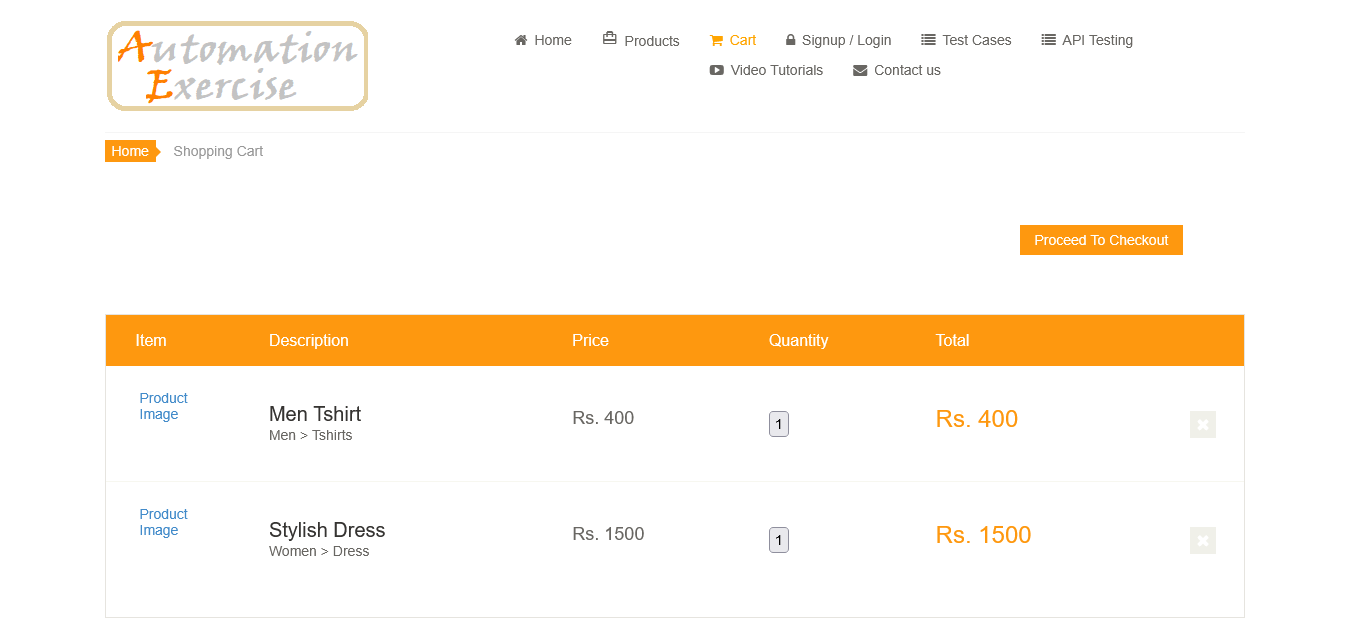 Automation
Exercise
Home Products Cart Signup / Login Test Cases API Testing
Video Tutorials Contact us
Home Shopping Cart
Proceed To Checkout
Item Description Price Quantity Total
Product
Image
Men Tshirt
Men > Tshirts
Rs. 400
1
Rs. 400
Product
Image
Stylish Dress
Women > Dress
Rs. 1500
1
Rs. 1500